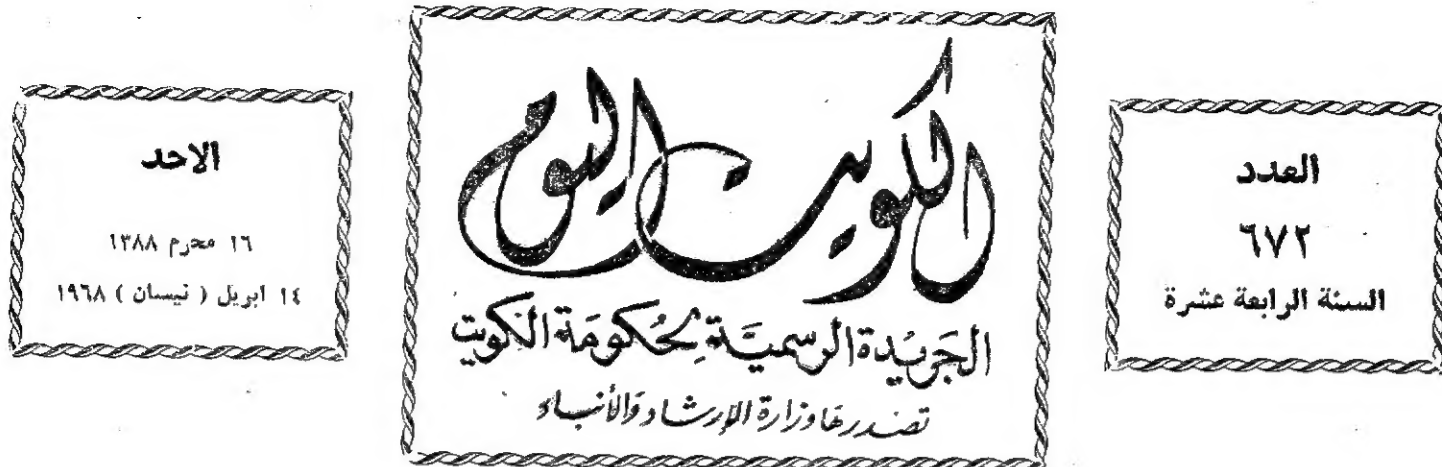 العدد
٦٧٢
السنة الرابعة عشرة
الكويت اليوم
الجريدة الرسمية لحكومة الكويت
تصدرها وزارة الإرشاد والأنباء
الاحد
١٦ محرم ١٣٨٨
١٤ ابريل ( نيسان ) ١٩٦٨